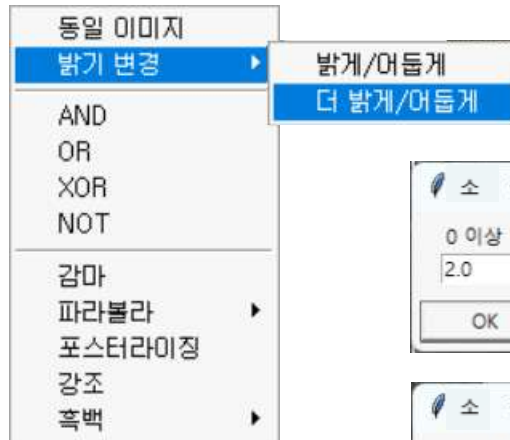 동일 이미지
밝기 변경
밝게/어둡게
더 밝게/어둡게
AND
OR
XOR
NOT
감마
파라볼라
포스터라이징
강조
흑백
소
0 이상
2.0
OK
소